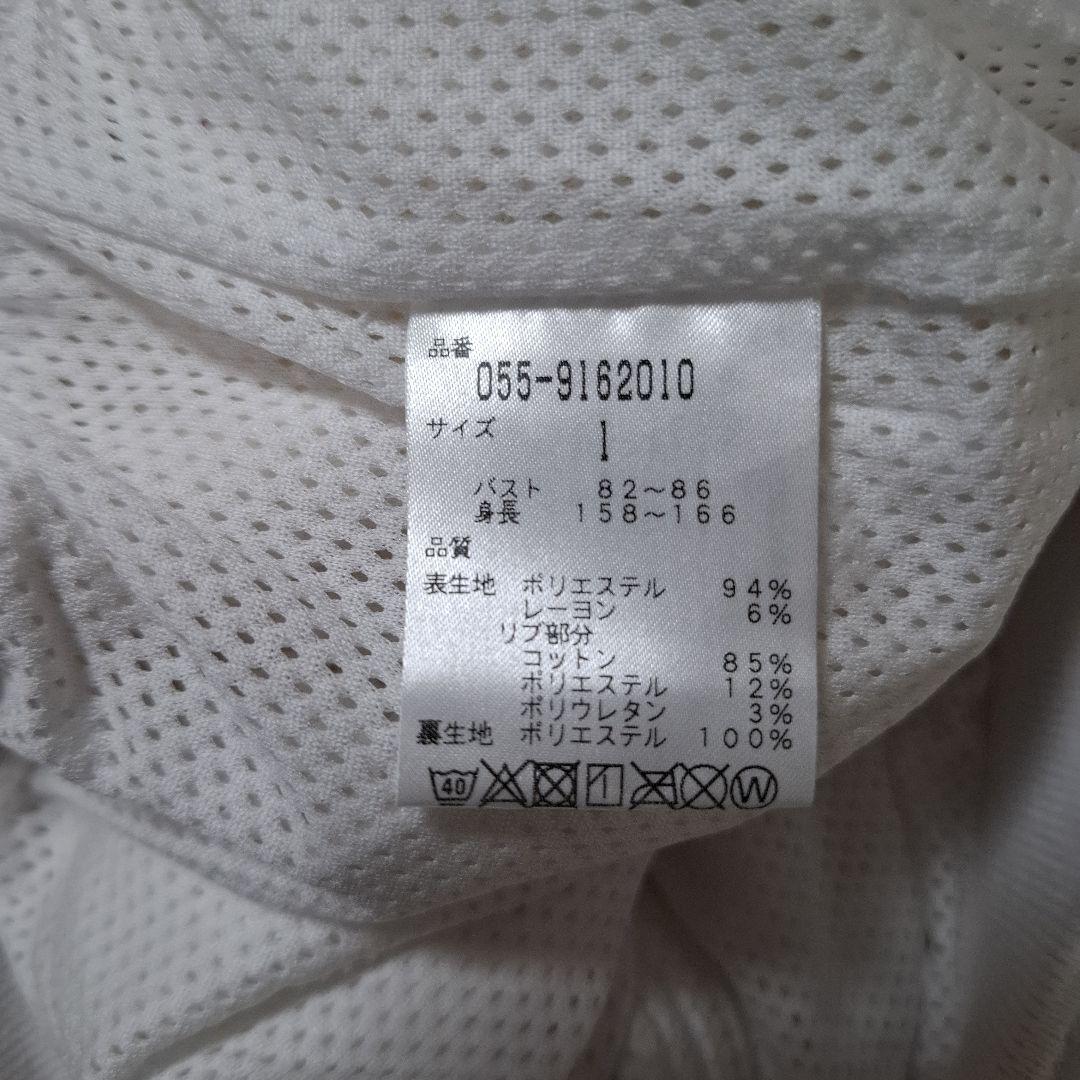 品番
055-9162010
サイズ 1
バスト 82～86
身長 158～166
品質
表生地 ポリエステル 94%
レーヨン 6%
リブ部分
コットン 85%
ポリエステル 12%
ポリウレタン 3%
裏生地 ポリエステル 100%
40 W